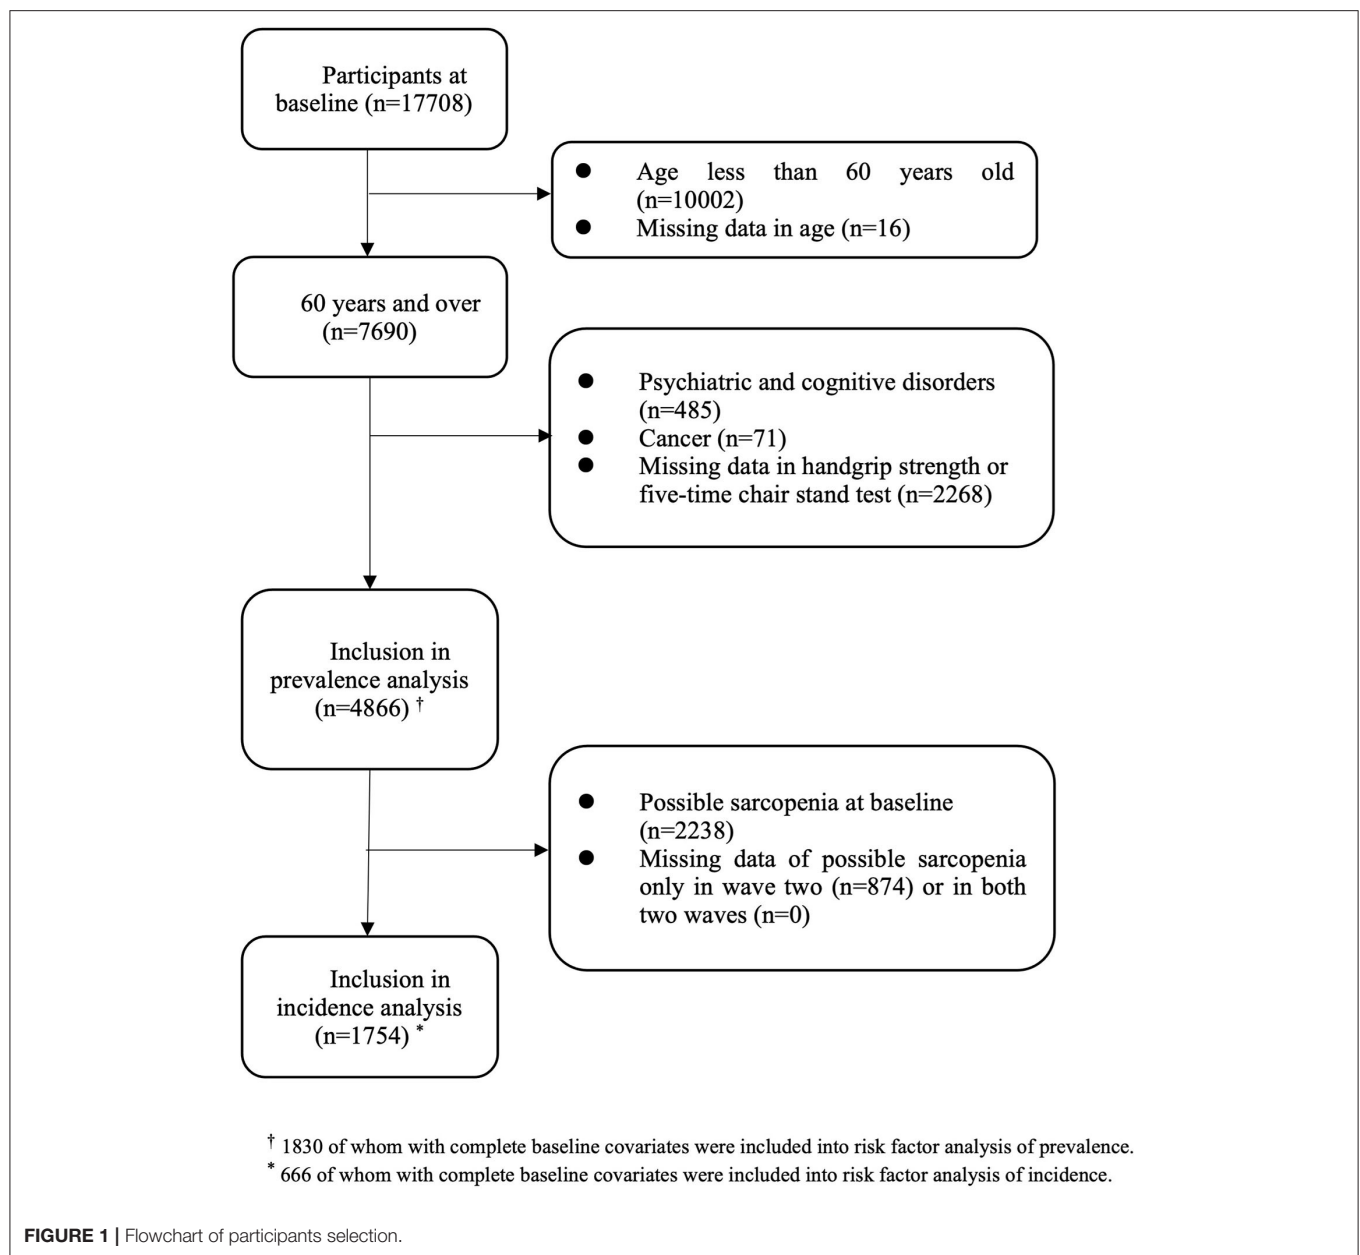 Participants at
baseline (n=17708)
● Age less than 60 years old
(n=10002)
● Missing data in age (n=16)
60 years and over
(n=7690)
● Psychiatric and cognitive disorders
(n=485)
● Cancer (n=71)
● Missing data in handgrip strength or
five-time chair stand test (n=2268)
Inclusion in
prevalence analysis
(n=4866) †
● Possible sarcopenia at baseline
(n=2238)
● Missing data of possible sarcopenia
only in wave two (n=874) or in both
two waves (n=0)
Inclusion in
incidence analysis
(n=1754) *
† 1830 of whom with complete baseline covariates were included into risk factor analysis of prevalence.
* 666 of whom with complete baseline covariates were included into risk factor analysis of incidence.
FIGURE 1 | Flowchart of participants selection.